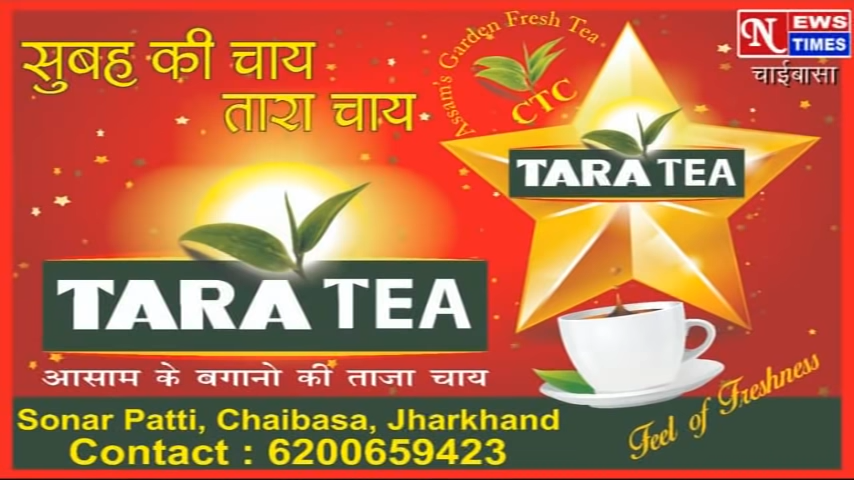 सुबह की चाय
तारा चाय
Assam's Garden Fresh Tea
CTC
N EWS
TIMES
चाईबासा
TARA TEA
TARA TEA
आसाम के बगानो की ताजा चाय
Feel of Freshness
Sonar Patti, Chaibasa, Jharkhand
Contact : 6200659423